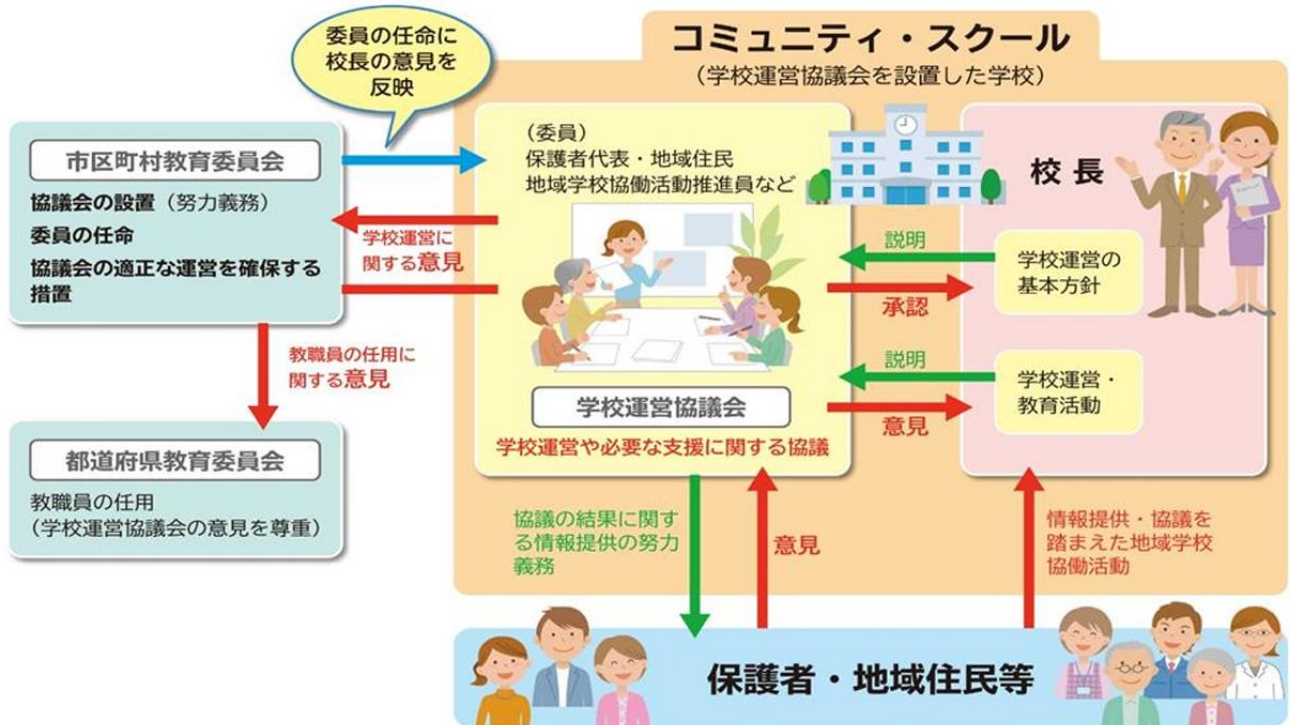 委員の任命に
校長の意見を
反映
コミュニティ・スクール
（学校運営協議会を設置した学校）
市区町村教育委員会
協議会の設置（努力義務）
委員の任命
協議会の適正な運営を確保する
措置
学校運営に
関する意見
教職員の任用に
関する意見
都道府県教育委員会
教職員の任用
（学校運営協議会の意見を尊重）
（委員）
保護者代表・地域住民
地域学校協働活動推進員など
学校運営協議会
学校運営や必要な支援に関する協議
説明
承認
説明
意見
校長
学校運営の
基本方針
学校運営・
教育活動
協議の結果に関す
る情報提供の努力
義務
意見
情報提供・協議を
踏まえた地域学校
協働活動
保護者・地域住民等